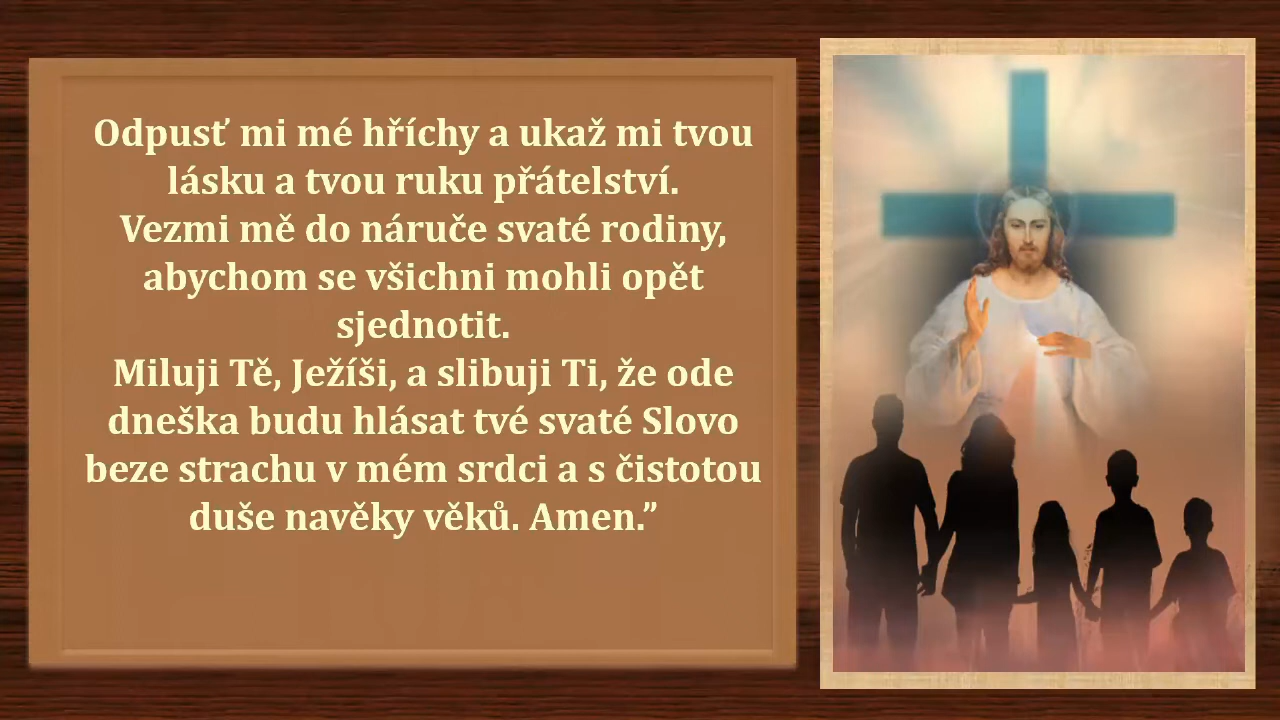 Odpusť mi mé hříchy a ukaž mi tvou
lásku a tvou ruku přátelství.
Vezmi mě do náruče svaté rodiny,
abychom se všichni mohli opět
sjednotit.
Miluji Tě, Ježíši, a slibuji Ti, že ode
dneška budu hlásat tvé svaté Slovo
beze strachu v mém srdci a s čistotou
duše navěky věků. Amen.”